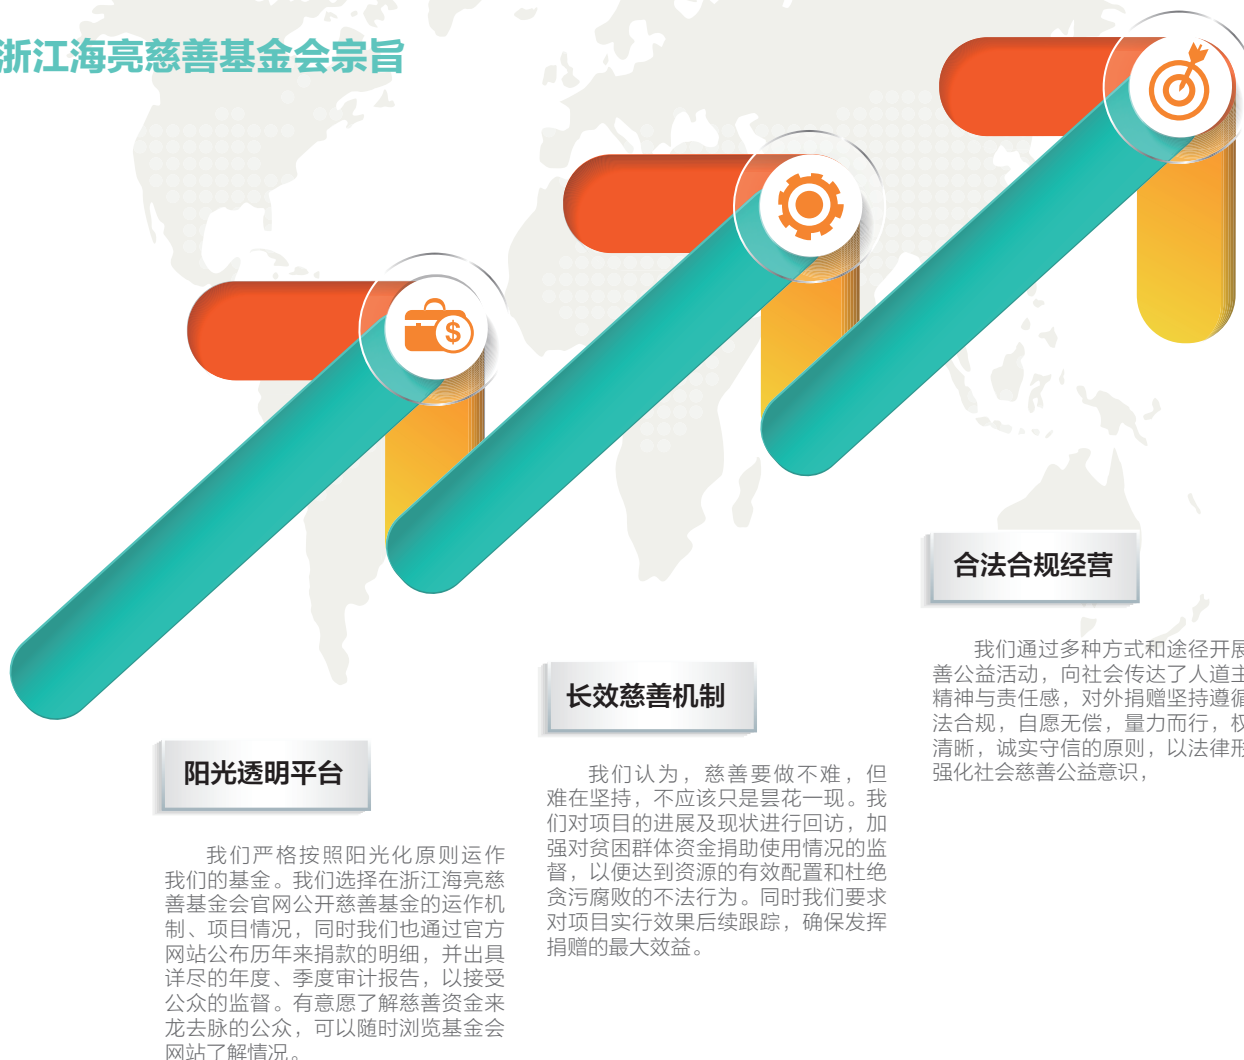 浙江海亮慈善基金会宗旨
$
合法合规经营
我们通过多种方式和途径开展
善公益活动，向社会传达了人道主
精神与责任感，对外捐赠坚持遵循
法合规，自愿无偿，量力而行，权
清晰，诚实守信的原则，以法律形
强化社会慈善公益意识，
长效慈善机制
我们认为，慈善要做不难，但
难在坚持，不应该只是昙花一现。我
们对项目的进展及现状进行回访，加
强对贫困群体资金捐助使用情况的监
督，以便达到资源的有效配置和杜绝
贪污腐败的不法行为。同时我们要求
对项目实行效果后续跟踪，确保发挥
捐赠的最大效益。
阳光透明平台
我们严格按照阳光化原则运作
我们的基金。我们选择在浙江海亮慈
善基金会官网公开慈善基金的运作机
制、项目情况，同时我们也通过官方
网站公布历年来捐款的明细，并出具
详尽的年度、季度审计报告，以接受
公众的监督。有意愿了解慈善资金来
龙去脉的公众，可以随时浏览基金会
网站了解情况。